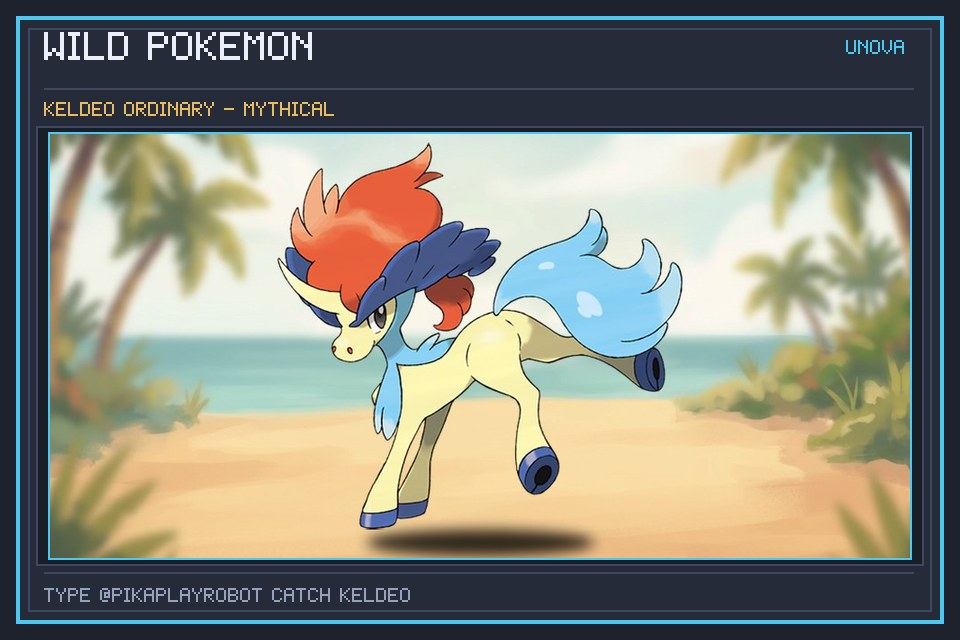 WILD POKEMON
UNOVA
KELDEO ORDINARY - MYTHICAL
TYPE @PIKAPLAYROBOT CATCH KELDEO